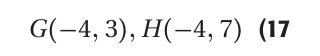 G(−4, 3), H(−4, 7) (17